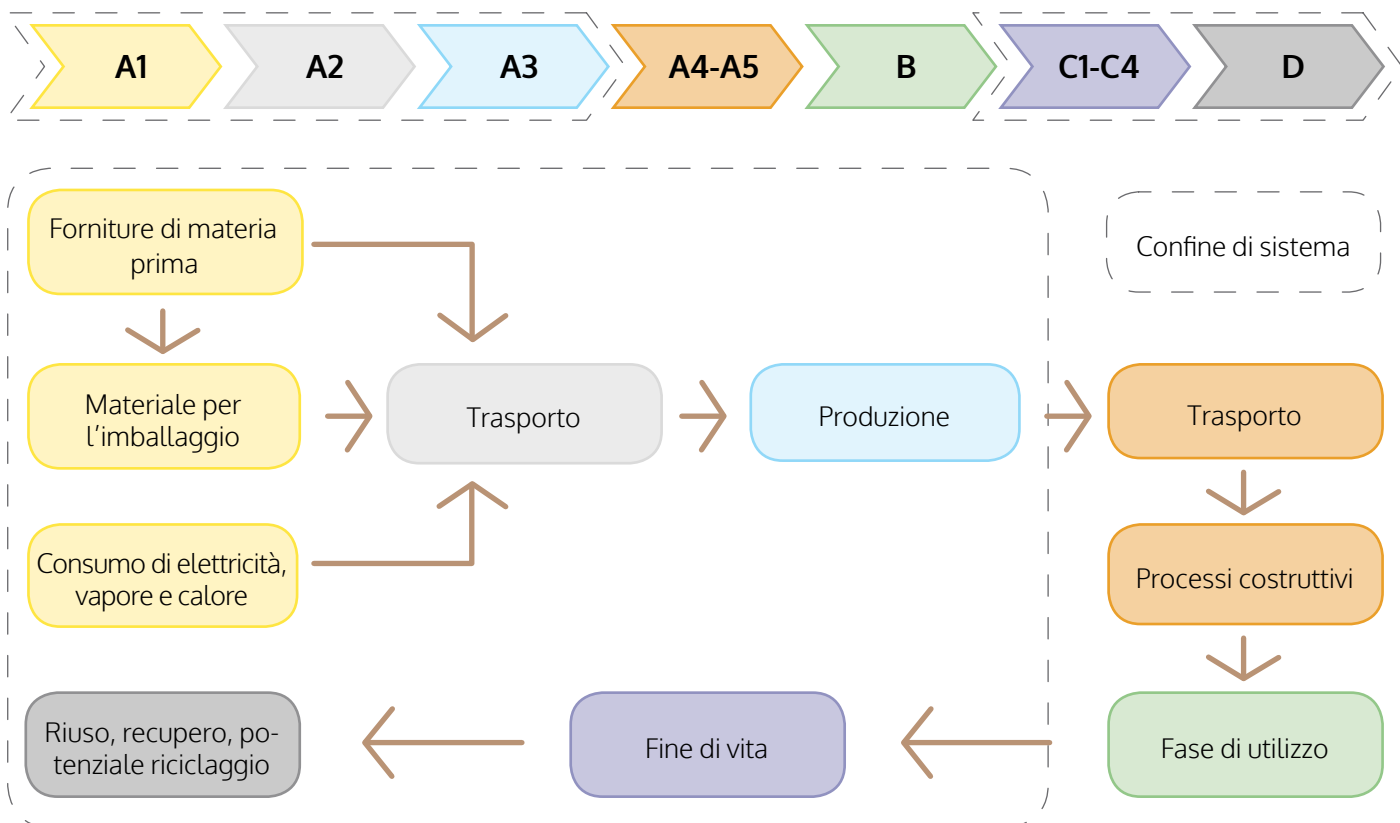 A1
A2
A3
A4-A5
B
C1-C4
D
Forniture di materia
prima
Confine di sistema
Materiale per
l'imballaggio
Trasporto
Produzione
Trasporto
Consumo di elettricità,
vapore e calore
Processi costruttivi
Riuso, recupero, po-
tenziale riciclaggio
Fine di vita
Fase di utilizzo